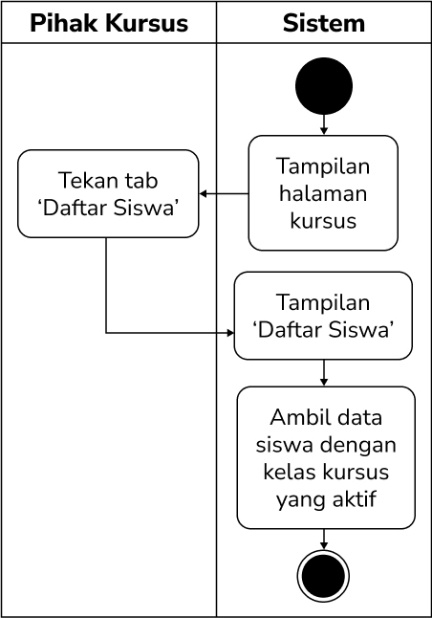 Pihak Kursus
Sistem
Tampilan
halaman
kursus
Tekan tab
‘Daftar Siswa’
Tampilan
‘Daftar Siswa’
Ambil data
siswa dengan
kelas kursus
yang aktif